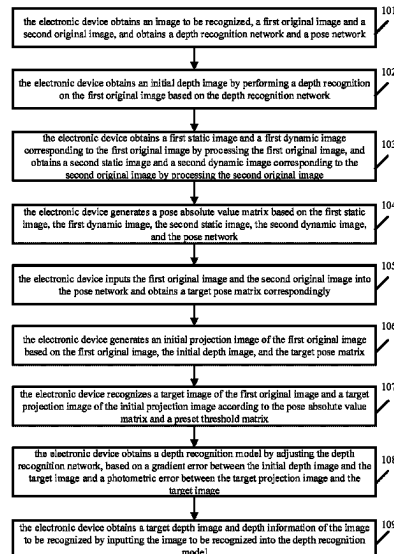 101
the electronic device obtains an image to be recognized, a first original image and a
second original image, and obtains a depth recognition network and a pose network
102
the electronic device obtains an initial depth image by performing a depth recognition
on the first original image based on the depth recognition network
103
the electronic device obtains a first static image and a first dynamic image
corresponding to the first original image by processing the first original image, and
obtains a second static image and a second dynamic image corresponding to the
second original image by processing the second original image
104
the electronic device generates a pose absolute value matrix based on the first static
image, the first dynamic image, the second static image, the second dynamic image,
and the pose network
105
the electronic device inputs the first original image and the second original image into
the pose network and obtains a target pose matrix correspondingly
106
the electronic device generates an initial projection image of the first original image
based on the first original image, the initial depth image, and the target pose matrix
107
the electronic device recognizes a target image of the first original image and a target
projection image of the initial projection image according to the pose absolute value
matrix and a preset threshold matrix
108
the electronic device obtains a depth recognition model by adjusting the depth
recognition network, based on a gradient error between the initial depth image and the
target image and a photometric error between the target projection image and the
target image
109
the electronic device obtains a target depth image and depth information of the image
to be recognized by inputting the image to be recognized into the depth recognition
model